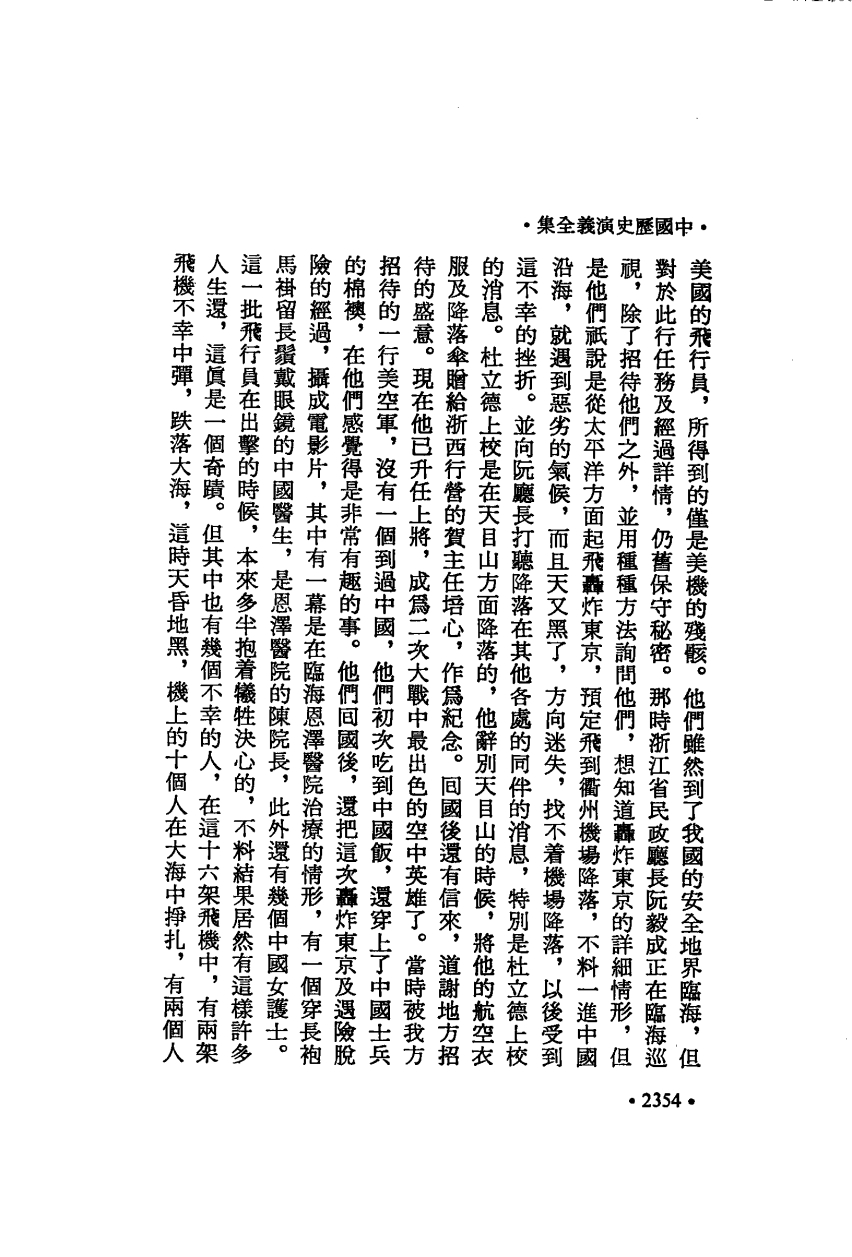 •中國歷史演義全集•
美國的飛行員，所得到的僅是美機的殘骸。他們雖然到了我國的安全地界臨海，但
對於此行任務及經過詳情，仍舊保守秘密。那時浙江省民政廳長阮毅成正在臨海巡
視，除了招待他們之外，並用種種方法詢問他們，想知道轟炸東京的詳細情形，但
是他們祇說是從太平洋方面起飛轟炸東京，預定飛到衢州機場降落，不料一進中國
沿海，就遇到惡劣的氣候，而且天又黑了，方向迷失，找不着機場降落，以後受到
這不幸的挫折。並向阮廳長打聽降落在其他各處的同伴的消息，特別是杜立德上校
的消息。杜立德上校是在天目山方面降落的，他辭別天目山的時候，將他的航空衣
服及降落傘贈給浙西行營的賀主任培心，作爲紀念。回國後還有信來，道謝地方招
待的盛意。現在他已升任上將，成爲二次大戰中最出色的空中英雄了。當時被我方
招待的一行美空軍，沒有一個到過中國，他們初次吃到中國飯，還穿上了中國士兵
的棉襖，在他們感覺得是非常有趣的事。他們回國後，還把這次轟炸東京及遇險脫
險的經過，攝成電影片，其中有一幕是在臨海恩澤醫院治療的情形，有一個穿長袍
馬褂留長鬚戴眼鏡的中國醫生，是恩澤醫院的陳院長，此外還有幾個中國女護士。
這一批飛行員在出擊的時候，本來多半抱着犧牲決心的，不料結果居然有這樣許多
人生還，這眞是一個奇蹟。但其中也有幾個不幸的人，在這十六架飛機中，有兩架
飛機不幸中彈，跌落大海，這時天昏地黑，機上的十個人在大海中掙扎，有兩個人
•2354•